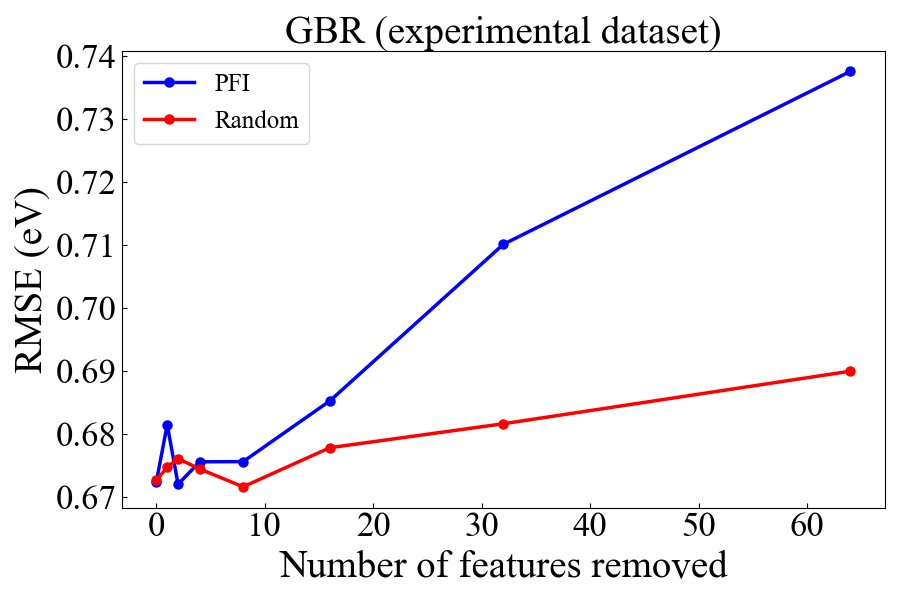 GBR (experimental dataset)
PFI
Random
RMSE (eV)
0.74
0.73
0.72
0.71
0.70
0.69
0.68
0.67
0 10 20 30 40 50 60
Number of features removed